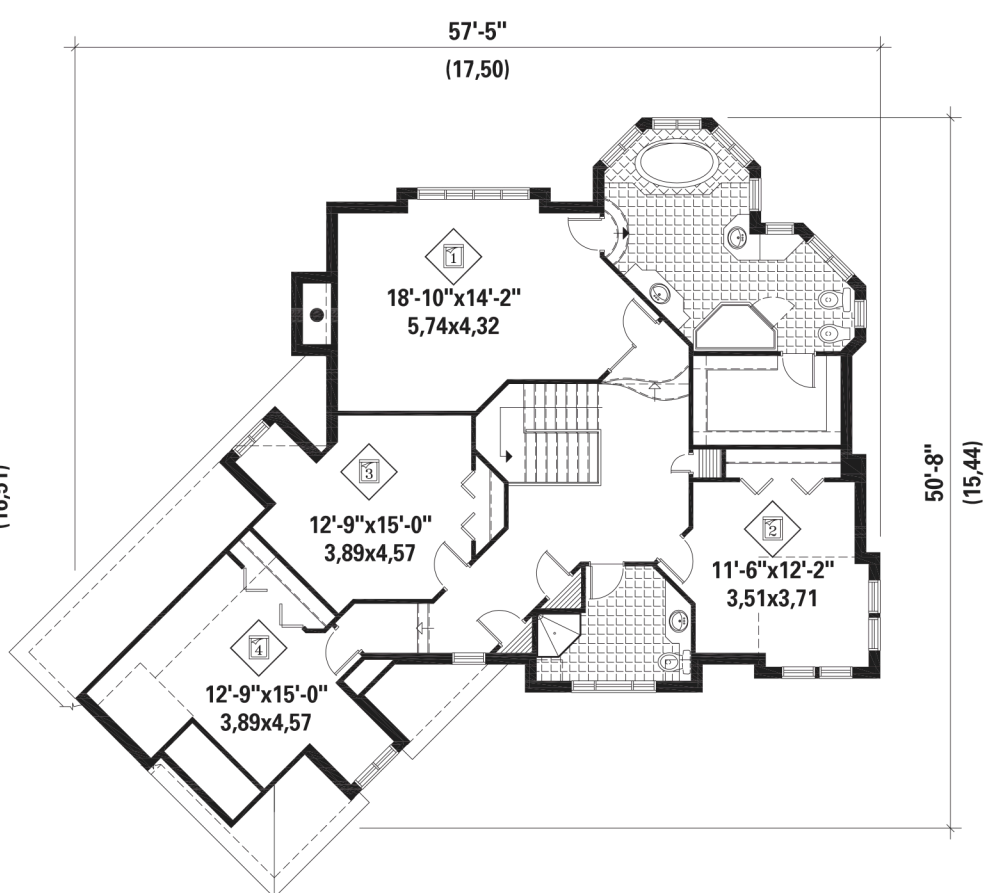 57'-5"
(17,50)
1
18'-10"x14'-2"
5,74x4,32
3
12'-9"x15'-0"
3,89x4,57
2
11'-6"x12'-2"
3,51x3,71
4
12'-9"x15'-0"
3,89x4,57
50'-8"
(15,44)